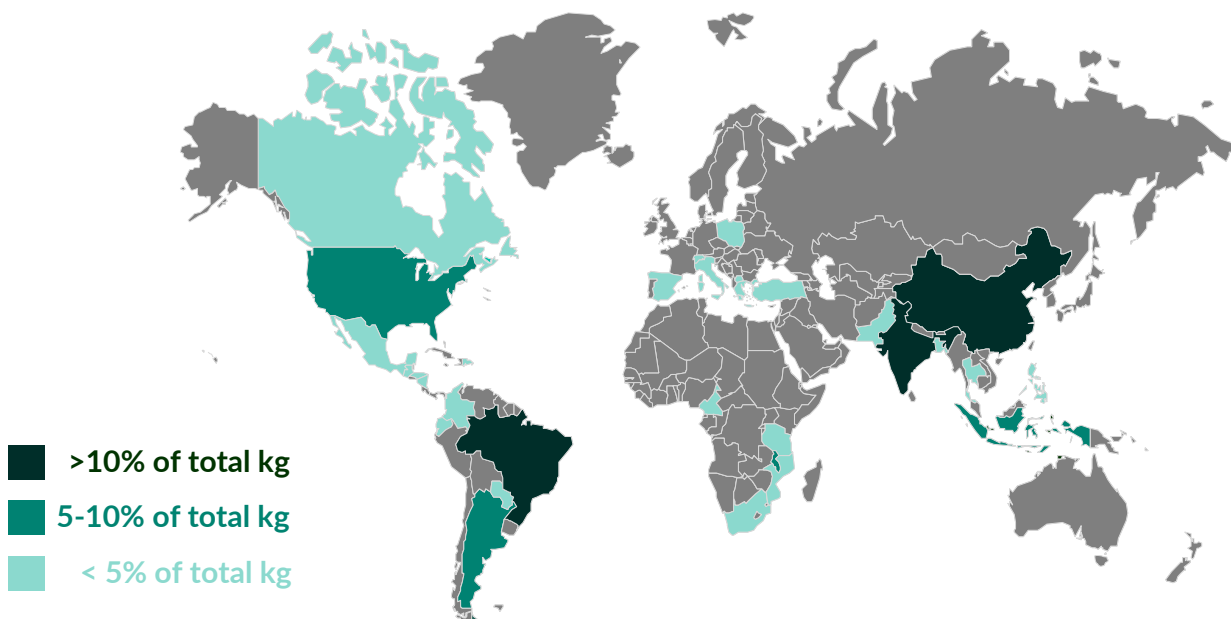 >10% of total kg
5-10% of total kg
< 5% of total kg